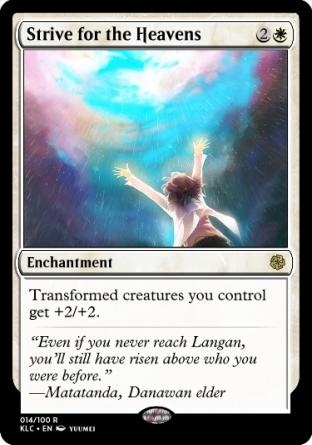 Strive for the Heavens 2
Enchantment
Transformed creatures you control
get +2/+2.
“Even if you never reach Langan,
you’ll still have risen above who you
were before.”
—Matatanda, Danawan elder
014/100 R
KLC • EN YUUMEI